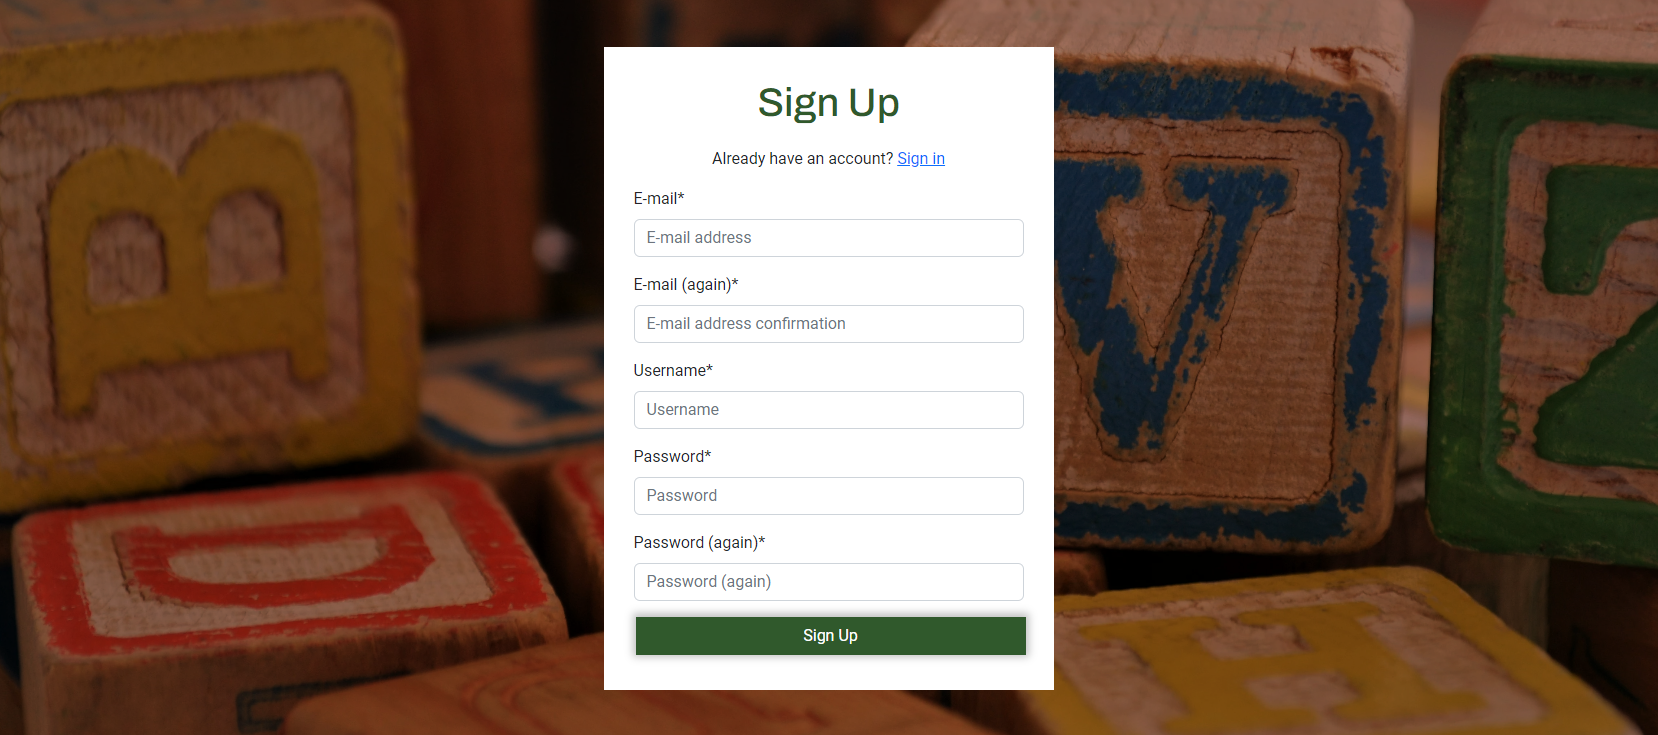 Sign Up
Already have an account? Sign in
E-mail*
E-mail address
E-mail (again)*
E-mail address confirmation
Username*
Username
Password*
Password
Password (again)*
Password (again)
Sign Up
B
V
Z
D
H